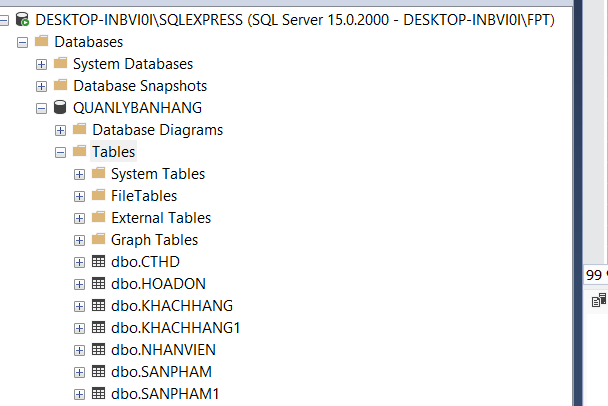 DESKTOP-INBVI0I\SQLEXPRESS (SQL Server 15.0.2000 - DESKTOP-INBVI0I\FPT)
Databases
System Databases
Database Snapshots
QUANLYBANHANG
Database Diagrams
Tables
System Tables
FileTables
External Tables
Graph Tables
dbo.CTHD
dbo.HOADON
dbo.KHACHHANG
dbo.KHACHHANG1
dbo.NHANVIEN
dbo.SANPHAM
dbo.SANPHAM1
99